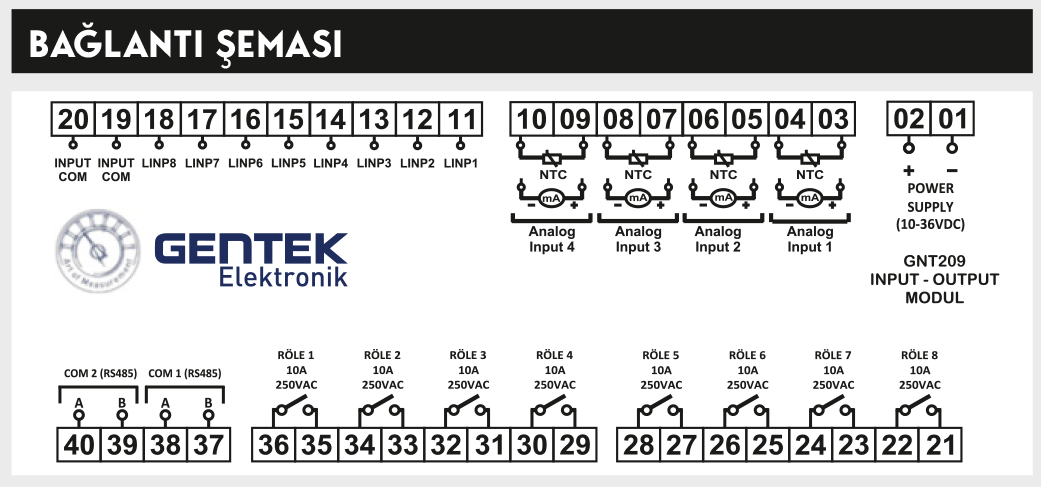 BAĞLANTI ŞEMASI
20 19 18 17 16 15 14 13 12 11
10 09 08 07 06 05 04 03
02 01
INPUT COM INPUT COM LINP8 LINP7 LINP6 LINP5 LINP4 LINP3 LINP2 LINP1
NTC NTC NTC NTC
- mA + - mA + - mA + - mA +
Analog Input 4
Analog Input 3
Analog Input 2
Analog Input 1
+ −
POWER
SUPPLY
(10-36VDC)
Art of Measurement
GENTEK
Elektronik
GNT209
INPUT - OUTPUT
MODUL
COM 2 (RS485) COM 1 (RS485)
A B A B
40 39 38 37
RÖLE 1 RÖLE 2 RÖLE 3 RÖLE 4
10A 10A 10A 10A
250VAC 250VAC 250VAC 250VAC
36 35 34 33 32 31 30 29
RÖLE 5 RÖLE 6 RÖLE 7 RÖLE 8
10A 10A 10A 10A
250VAC 250VAC 250VAC 250VAC
28 27 26 25 24 23 22 21